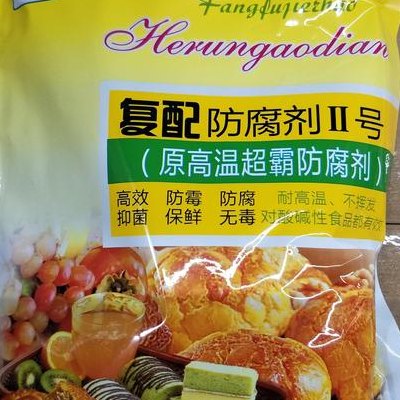 Fangfujiezhao
Herungaodian
复配防腐剂II号
（原高温超霸防腐剂）
高效 防霉 防腐 耐高温、不挥发
抑菌 保鲜 无毒 对酸碱性食品都有效